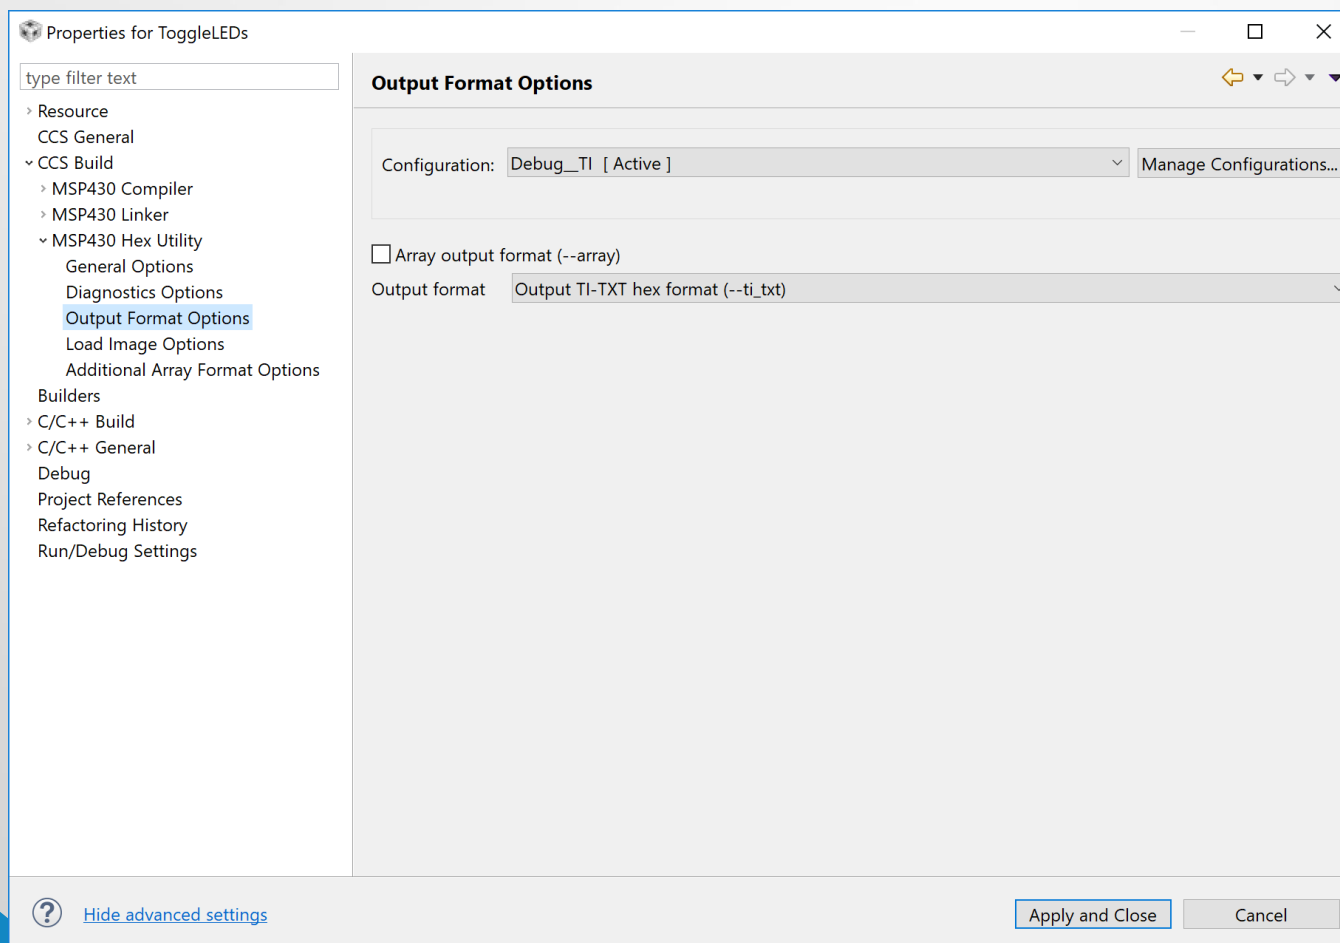 Properties for ToggleLEDs
type filter text
Resource
CCS General
CCS Build
MSP430 Compiler
MSP430 Linker
MSP430 Hex Utility
General Options
Diagnostics Options
Output Format Options
Load Image Options
Additional Array Format Options
Builders
C/C++ Build
C/C++ General
Debug
Project References
Refactoring History
Run/Debug Settings
Output Format Options
Configuration: Debug__TI [ Active ] Manage Configurations...
Array output format (--array)
Output format Output TI-TXT hex format (--ti_txt)
? Hide advanced settings Apply and Close Cancel